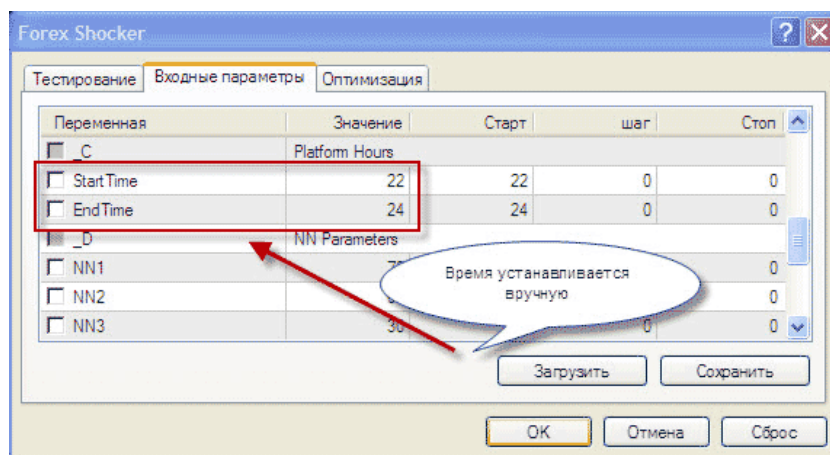 Forex Shocker
Тестирование Входные параметры Оптимизация
Переменная Значение Старт шаг Стоп
_C Platform Hours
StartTime 22 22 0 0
EndTime 24 24 0 0
_D NN Parameters
NN1 0
NN2 0
NN3 30 0 0
Время устанавливается
вручную
Загрузить Сохранить
OK Отмена Сброс